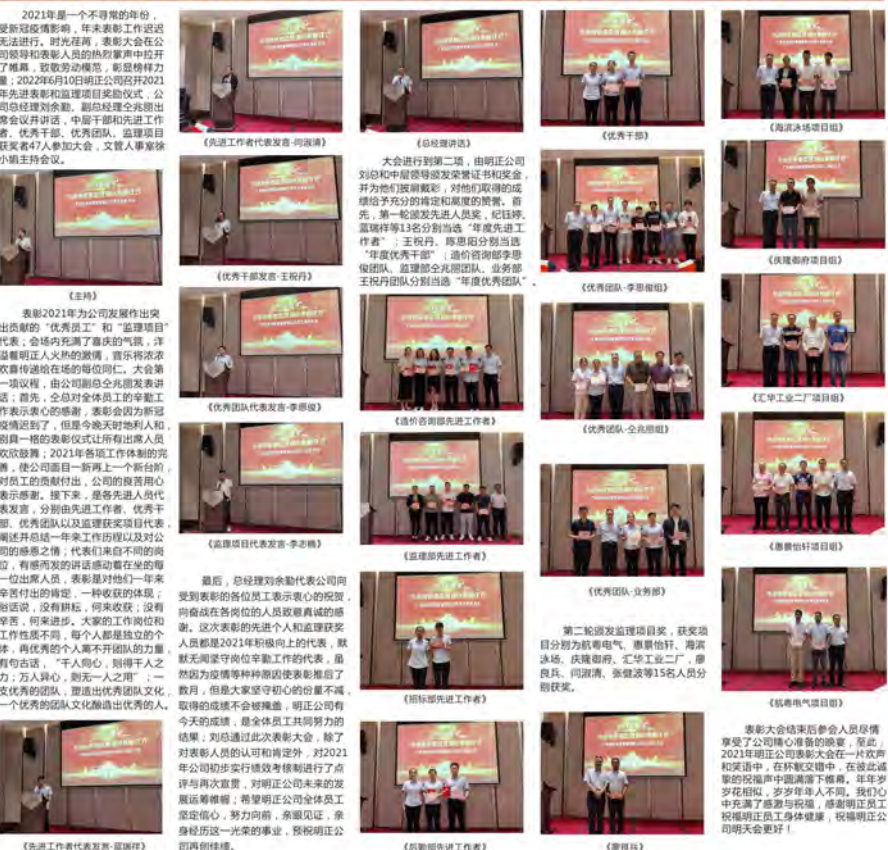 2021年是一个不寻常的年份，
受新冠疫情影响，年末表彰工作迟迟
无法进行。时光荏苒，表彰大会在公
司领导和表彰人员的热烈掌声中拉开
了帷幕，致敬劳动模范，彰显榜样力
量；2022年6月10日明正公司召开2021
年先进表彰和监理项目奖励仪式，公
司总经理刘余勤、副总经理仝兆丽出
席会议并讲话，中层干部和先进工作
者、优秀干部、优秀团队、监理项目
获奖者47人参加大会，文管人事室徐
小娟主持会议。
《主持》
表彰2021年为公司发展作出突
出贡献的“优秀员工”和“监理项目”
代表；会场内充满了喜庆的气氛，洋
溢着明正人火热的激情，音乐将浓浓
欢喜传递给在场的每位同仁。大会第
一项议程，由公司副总仝兆丽发表讲
话；首先，仝总对全体员工的辛勤工
作表示衷心的感谢，表彰会因为新冠
疫情迟到了，但是今晚天时地利人和，
别具一格的表彰仪式让所有出席人员
欢欣鼓舞；2021年各项工作体制的完
善，使公司面目一新再上一个新台阶，
对员工的贡献付出，公司的良苦用心
表示感谢。接下来，是各先进人员代
表发言，分别由先进工作者、优秀干
部、优秀团队以及监理获奖项目代表，
阐述并总结一年来工作历程以及对公
司的感恩之情；代表们来自不同的岗
位，有感而发的讲话感动着在坐的每
一位出席人员，表彰是对他们一年来
辛苦付出的肯定，一种收获的体现；
俗话说，没有耕耘，何来收获；没有
辛苦，何来进步。大家的工作岗位和
工作性质不同，每个人都是独立的个
体，再优秀的个人离不开团队的力量，
有句古话，“千人同心，则得千人之
力；万人异心，则无一人之用”；一
支优秀的团队，塑造出优秀团队文化，
一个优秀的团队文化酿造出优秀的人。
《先进工作者代表发言-蓝瑞祥》
《先进工作者代表发言-闫淑清》
《优秀干部发言-王祝丹》
《优秀团队代表发言-李思俊》
《监理项目代表发言-李志楠》
最后，总经理刘余勤代表公司向
受到表彰的各位员工表示衷心的祝贺，
向奋战在各岗位的人员致意真诚的感
谢。这次表彰的先进个人和监理获奖
人员都是2021年积极向上的代表，默
默无闻坚守岗位辛勤工作的代表，虽
然因为疫情等种种原因使表彰推后了
数月，但是大家坚守初心的份量不减，
取得的成绩不会被掩盖，明正公司有
今天的成绩，是全体员工共同努力的
结果；刘总通过此次表彰大会，除了
对表彰人员的认可和肯定外，对2021
年公司初步实行绩效考核制进行了点
评与再次宣贯，对明正公司未来的发
展运筹帷幄；希望明正公司全体员工
坚定信心，努力向前，亲眼见证，亲
身经历这一光荣的事业，预祝明正公
司再创佳绩。
《总经理讲话》
大会进行到第二项，由明正公司
刘总和中层领导颁发荣誉证书和奖金，
并为他们披肩戴彩，对他们取得的成
绩给予充分的肯定和高度的赞誉。首
先，第一轮颁发先进人员奖，纪钰婷、
蓝瑞祥等13名分别当选“年度先进工
作者”；王祝丹、陈思阳分别当选
“年度优秀干部”；造价咨询部李思
俊团队、监理部仝兆丽团队、业务部
王祝丹团队分别当选“年度优秀团队”。
《造价咨询部先进工作者》
《监理部先进工作者》
《招标部先进工作者》
《后勤部先进工作者》
《优秀干部》
《优秀团队-李思俊组》
《优秀团队-仝兆丽组》
《优秀团队-业务部》
第二轮颁发监理项目奖，获奖项
目分别为航粤电气、惠景怡轩、海滨
泳场、庆隆御府、汇华工业二厂，廖
良兵、闫淑清、张健波等15名人员分
别获奖。
《廖良兵》
《海滨泳场项目组》
《庆隆御府项目组》
《汇华工业二厂项目组》
《惠景怡轩项目组》
《航粤电气项目组》
表彰大会结束后参会人员尽情
享受了公司精心准备的晚宴，至此，
2021年明正公司表彰大会在一片欢声
和笑语中，在杯觥交错中，在彼此诚
挚的祝福声中圆满落下帷幕。年年岁
岁花相似，岁岁年年人不同。我们心
中充满了感激与祝福，感谢明正员工
祝福明正员工身体健康，祝福明正公
司明天会更好！